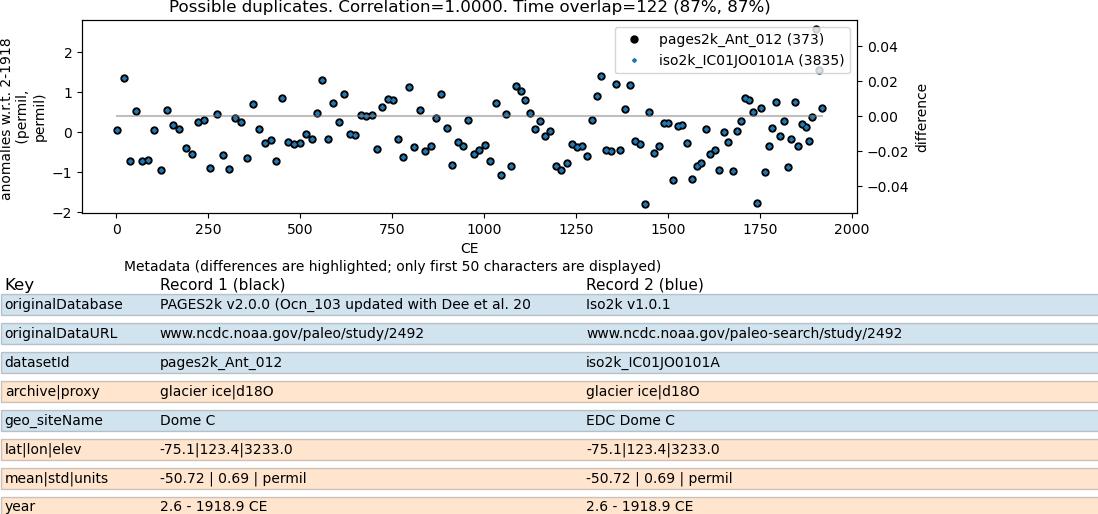 Possible duplicates. Correlation=1.0000. Time overlap=122 (87%, 87%)
anomalies w.r.t. 2-1918
(permil,
permil)
2
1
0
−1
−2
pages2k_Ant_012 (373)
iso2k_IC01JO0101A (3835)
0.04
0.02
0.00
−0.02
−0.04
difference
0 250 500 750 1000 1250 1500 1750 2000
CE
Metadata (differences are highlighted; only first 50 characters are displayed)
Key Record 1 (black) Record 2 (blue)
originalDatabase PAGES2k v2.0.0 (Ocn_103 updated with Dee et al. 20 Iso2k v1.0.1
originalDataURL www.ncdc.noaa.gov/paleo/study/2492 www.ncdc.noaa.gov/paleo-search/study/2492
datasetId pages2k_Ant_012 iso2k_IC01JO0101A
archive|proxy glacier ice|d18O glacier ice|d18O
geo_siteName Dome C EDC Dome C
lat|lon|elev -75.1|123.4|3233.0 -75.1|123.4|3233.0
mean|std|units -50.72 | 0.69 | permil -50.72 | 0.69 | permil
year 2.6 - 1918.9 CE 2.6 - 1918.9 CE